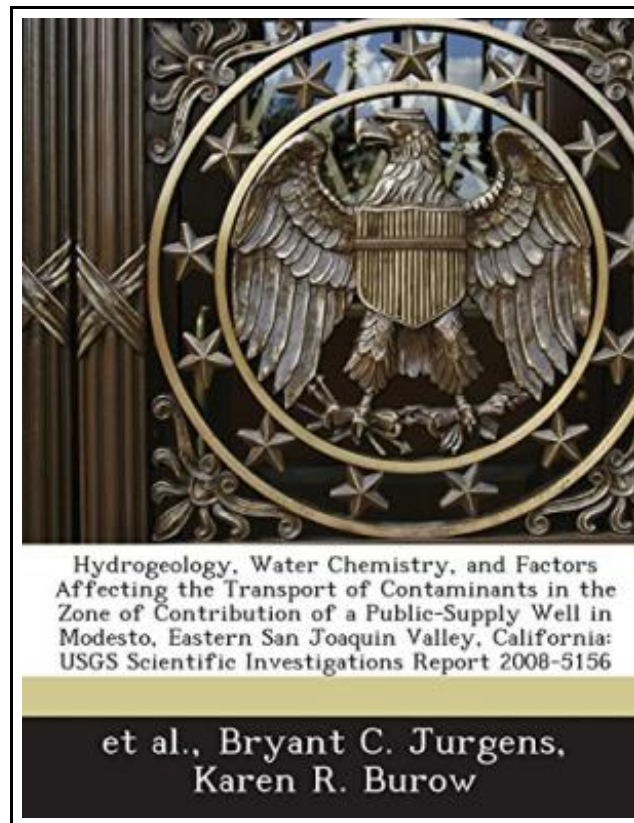 Hydrogeology, Water Chemistry, and Factors
Affecting the Transport of Contaminants in the
Zone of Contribution of a Public-Supply Well in
Modesto, Eastern San Joaquin Valley, California:
USGS Scientific Investigations Report 2008-5156
et al., Bryant C. Jurgens,
Karen R. Burow